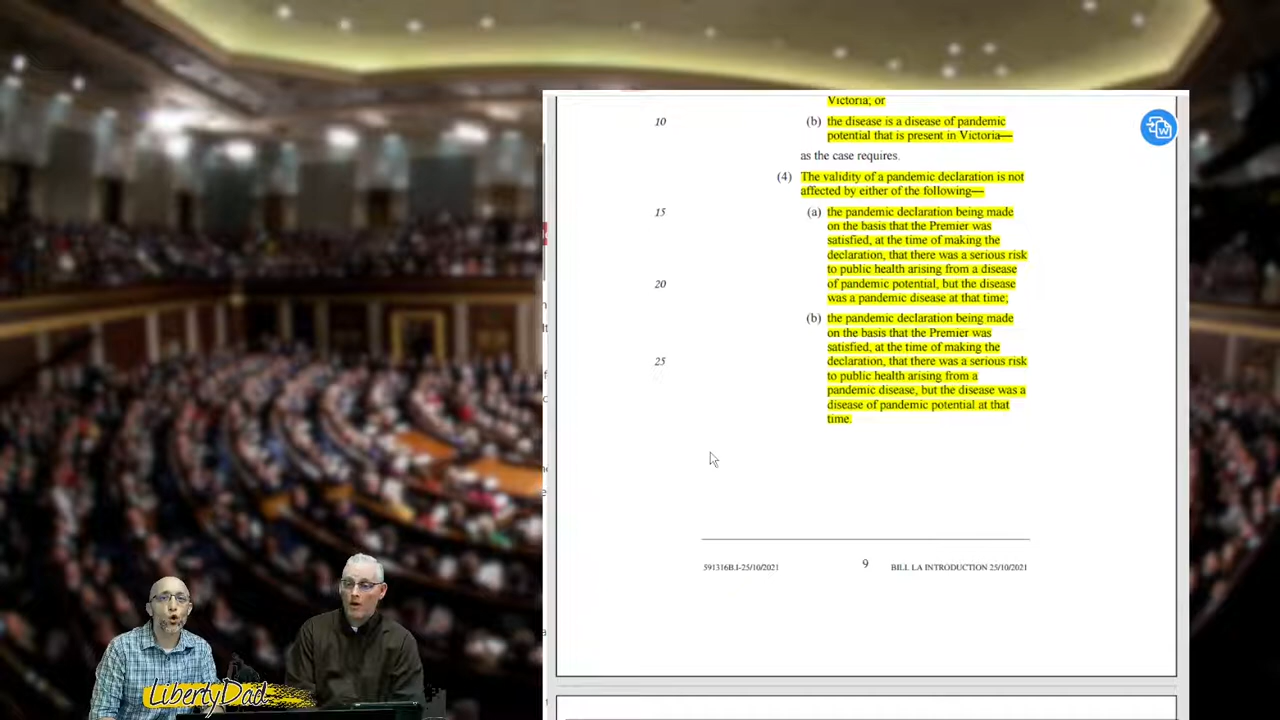 Victoria; or
10 (b) the disease is a disease of pandemic
potential that is present in Victoria—
as the case requires.
(4) The validity of a pandemic declaration is not
affected by either of the following—
15 (a) the pandemic declaration being made
on the basis that the Premier was
satisfied, at the time of making the
declaration, that there was a serious risk
to public health arising from a disease
20 of pandemic potential, but the disease
was a pandemic disease at that time;
(b) the pandemic declaration being made
on the basis that the Premier was
satisfied, at the time of making the
25 declaration, that there was a serious risk
to public health arising from a
pandemic disease, but the disease was a
disease of pandemic potential at that
time.
591316B.I-25/10/2021 9 BILL LA INTRODUCTION 25/10/2021
LibertyDad